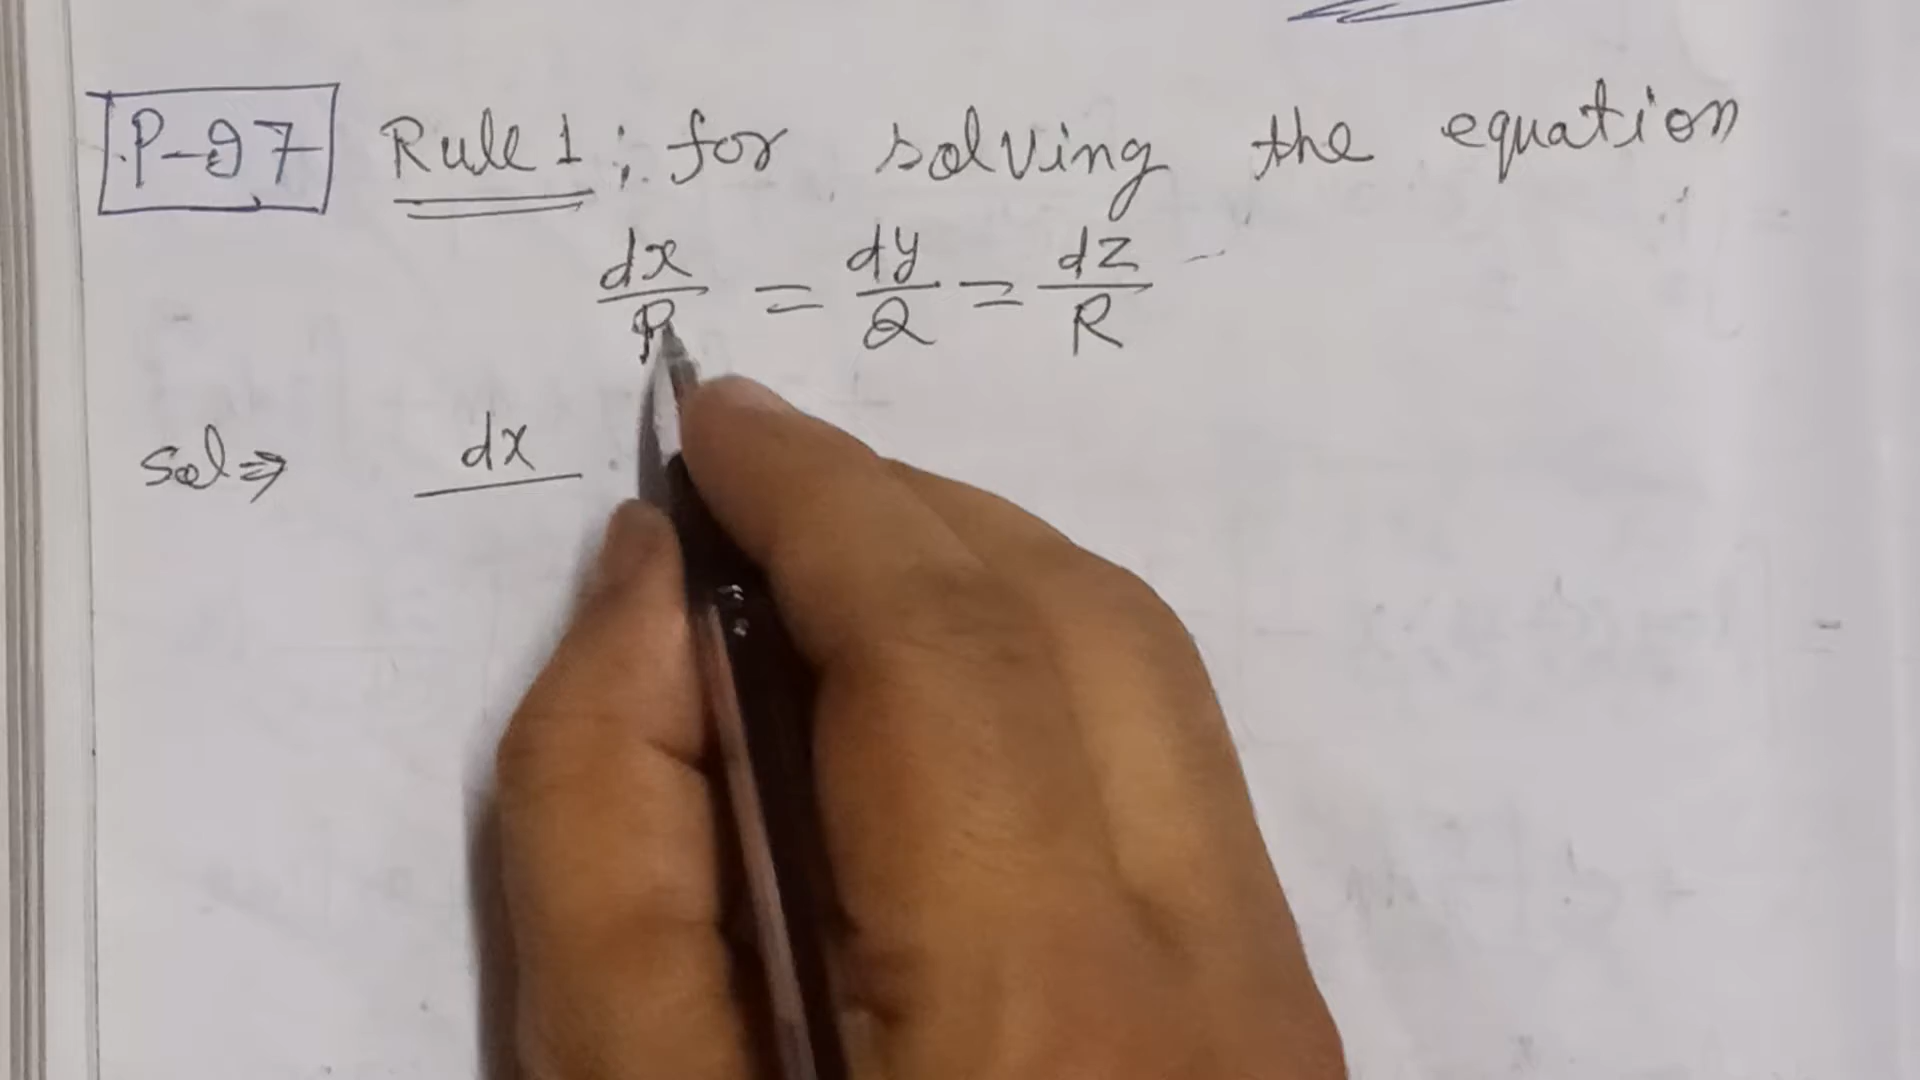 P-97 Rule 1; for solving the equation
dx/P = dy/Q = dz/R
Sol⇒ dx